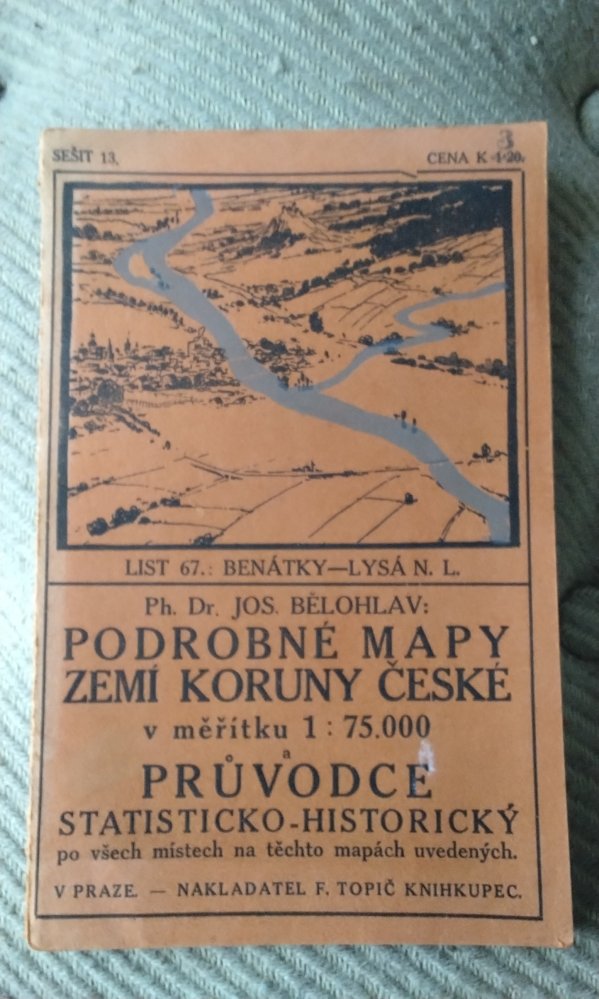 SEŠIT 13.
3
CENA K 1·20.
LIST 67.: BENÁTKY—LYSÁ N. L.
Ph. Dr. JOS. BĚLOHLAV:
PODROBNÉ MAPY
ZEMÍ KORUNY ČESKÉ
v měřítku 1 : 75.000
a
PRŮVODCE
STATISTICKO-HISTORICKÝ
po všech místech na těchto mapách uvedených.
V PRAZE. — NAKLADATEL F. TOPIČ KNIHKUPEC.